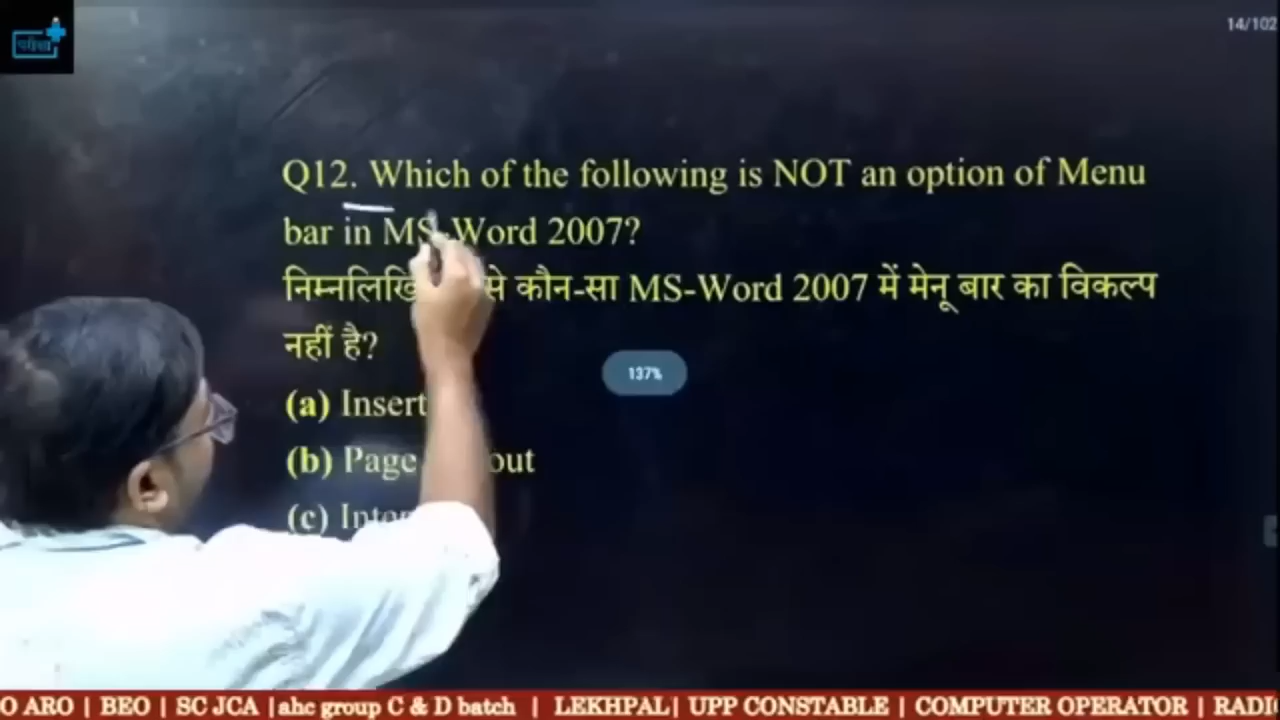 परीक्षा
14/102
Q12. Which of the following is NOT an option of Menu
bar in MS-Word 2007?
से कौन-सा MS-Word 2007 में मेनू बार का विकल्प
नहीं है?
137%
(a) Insert
(b) Page
(c)
O ARO | BEO | SC JCA |ahc group C & D batch | LEKHPAL| UPP CONSTABLE | COMPUTER OPERATOR | RADI